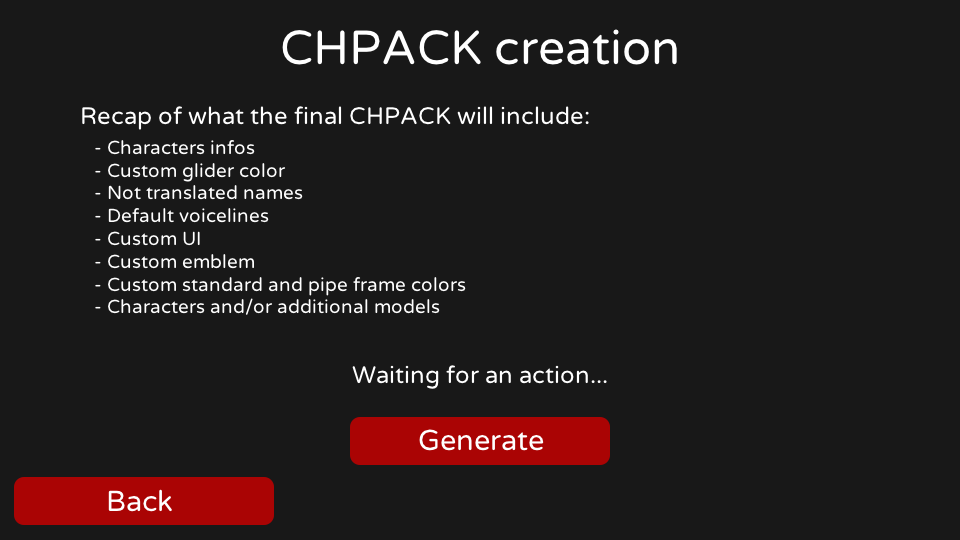 CHPACK creation
Recap of what the final CHPACK will include:
- Characters infos
- Custom glider color
- Not translated names
- Default voicelines
- Custom UI
- Custom emblem
- Custom standard and pipe frame colors
- Characters and/or additional models
Waiting for an action...
Generate
Back